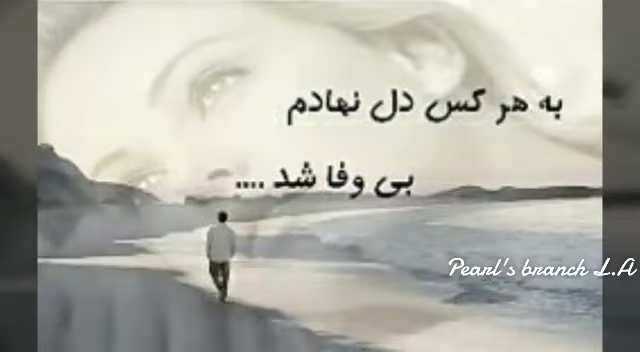 به هر کس دل نهادم
بی وفا شد ....
Pearl's branch L.A